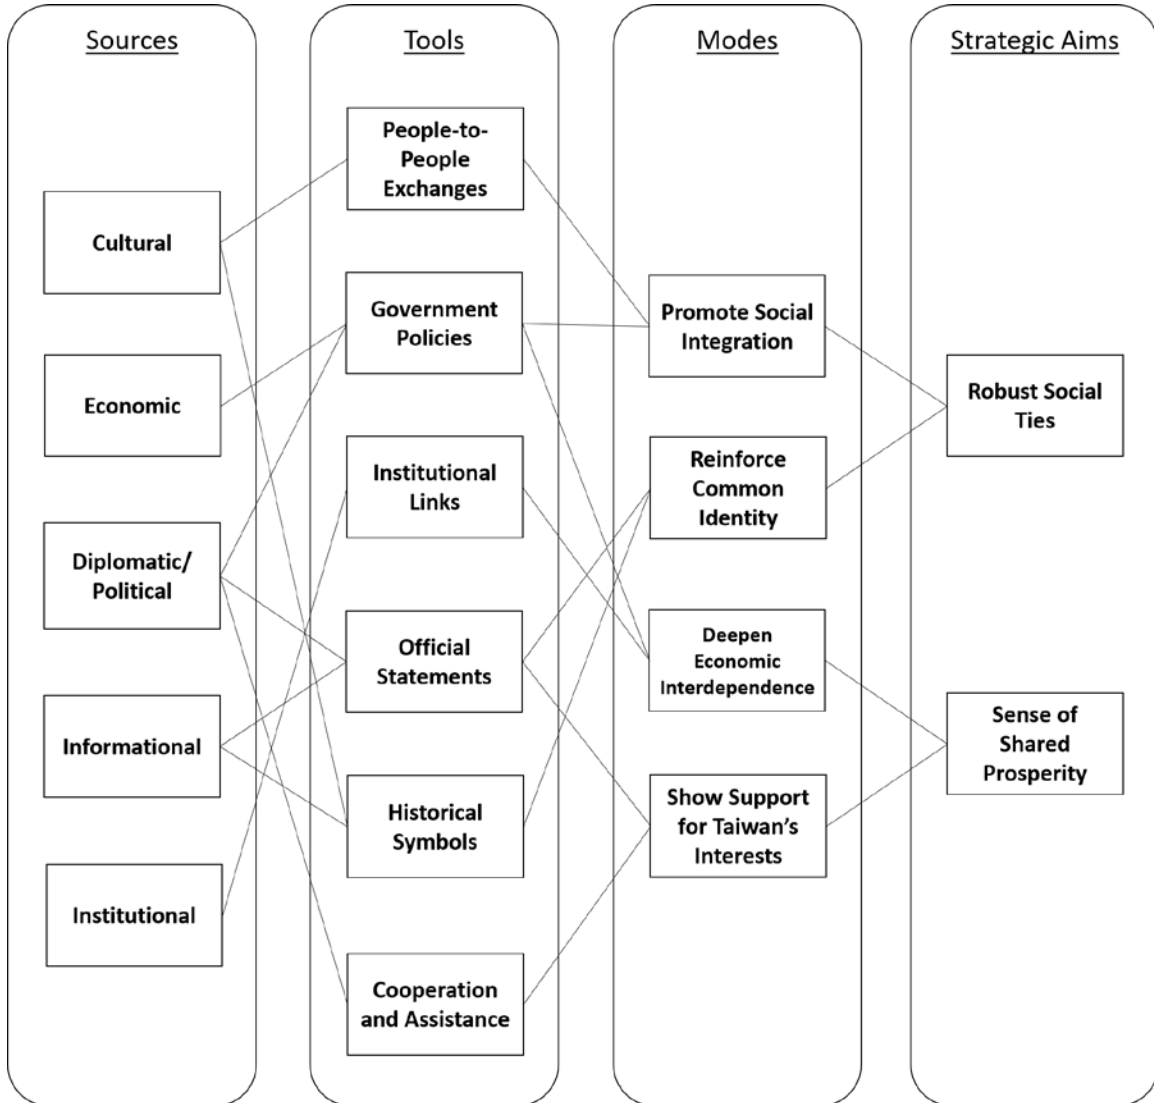 Sources
Tools
Modes
Strategic Aims
Cultural
Economic
Diplomatic/
Political
Informational
Institutional
People-to-
People
Exchanges
Government
Policies
Institutional
Links
Official
Statements
Historical
Symbols
Cooperation
and Assistance
Promote Social
Integration
Reinforce
Common
Identity
Deepen
Economic
Interdependence
Show Support
for Taiwan's
Interests
Robust Social
Ties
Sense of
Shared
Prosperity